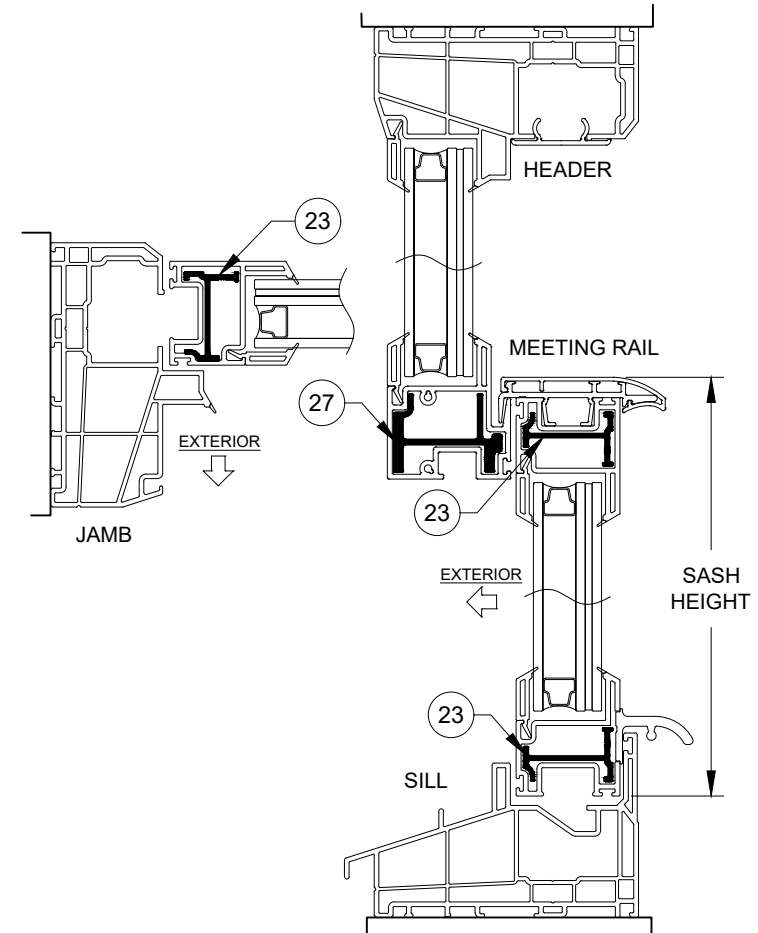 HEADER
23
MEETING RAIL
27
EXTERIOR
23
JAMB
EXTERIOR
SASH
HEIGHT
23
SILL